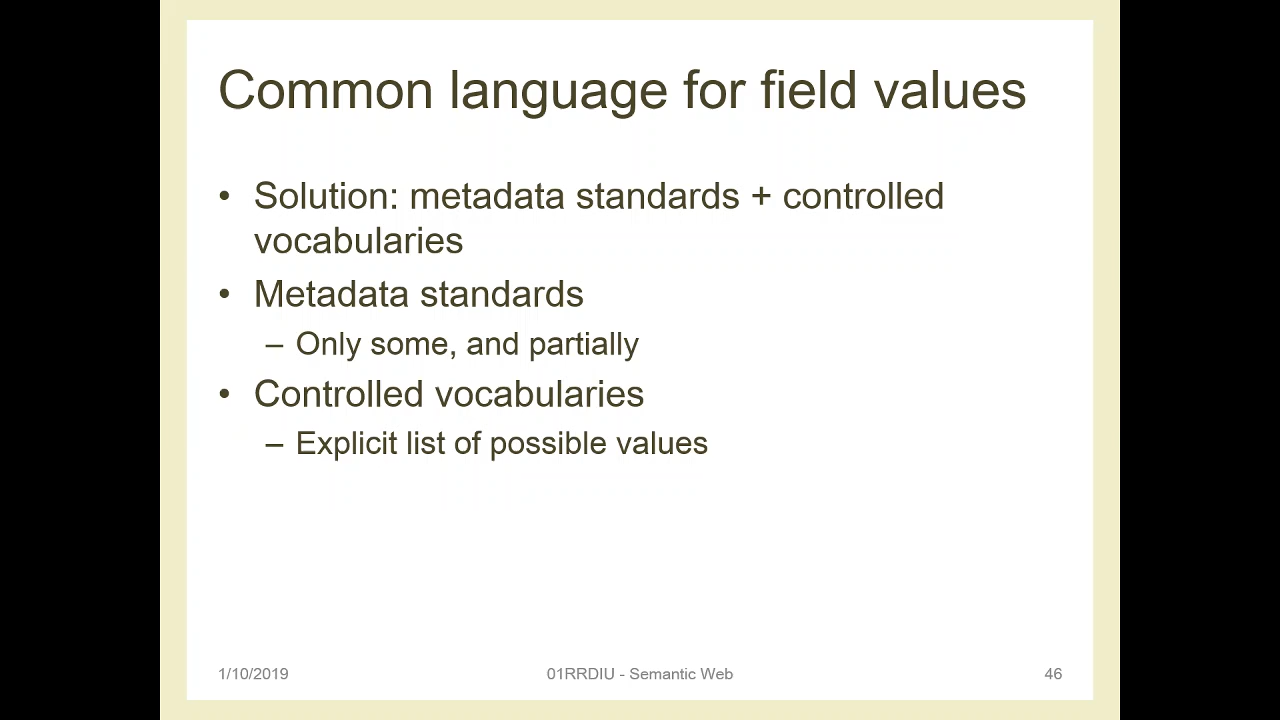 Common language for field values
• Solution: metadata standards + controlled
vocabularies
• Metadata standards
– Only some, and partially
• Controlled vocabularies
– Explicit list of possible values
1/10/2019
01RRDIU - Semantic Web
46